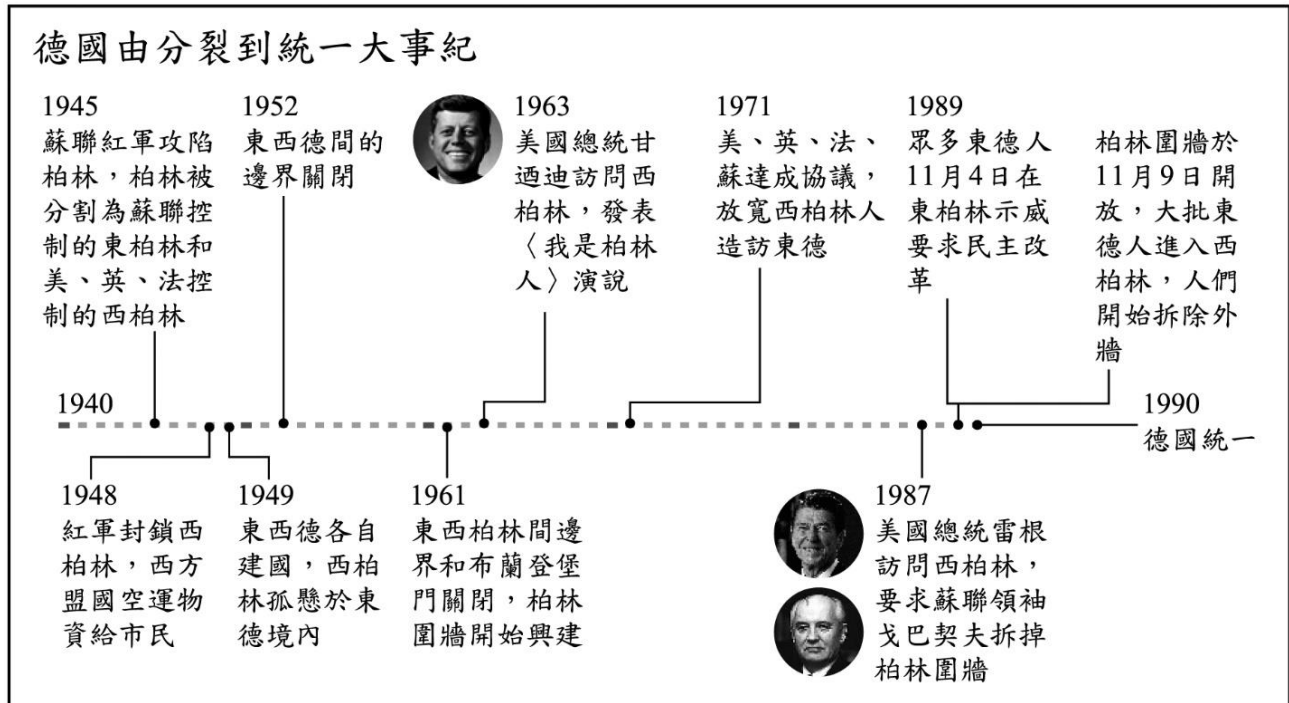 德國由分裂到統一大事紀
1945
蘇聯紅軍攻陷
柏林，柏林被
分割為蘇聯控
制的東柏林和
美、英、法控
制的西柏林
1952
東西德間的
邊界關閉
1963
美國總統甘
迺迪訪問西
柏林，發表
〈我是柏林
人〉演說
1971
美、英、法、
蘇達成協議，
放寬西柏林人
造訪東德
1989
眾多東德人
11月4日在
東柏林示威
要求民主改
革
柏林圍牆於
11月9日開
放，大批東
德人進入西
柏林，人們
開始拆除外
牆
1940
1990
德國統一
1948
紅軍封鎖西
柏林，西方
盟國空運物
資給市民
1949
東西德各自
建國，西柏
林孤懸於東
德境內
1961
東西柏林間邊
界和布蘭登堡
門關閉，柏林
圍牆開始興建
1987
美國總統雷根
訪問西柏林，
要求蘇聯領袖
戈巴契夫拆掉
柏林圍牆